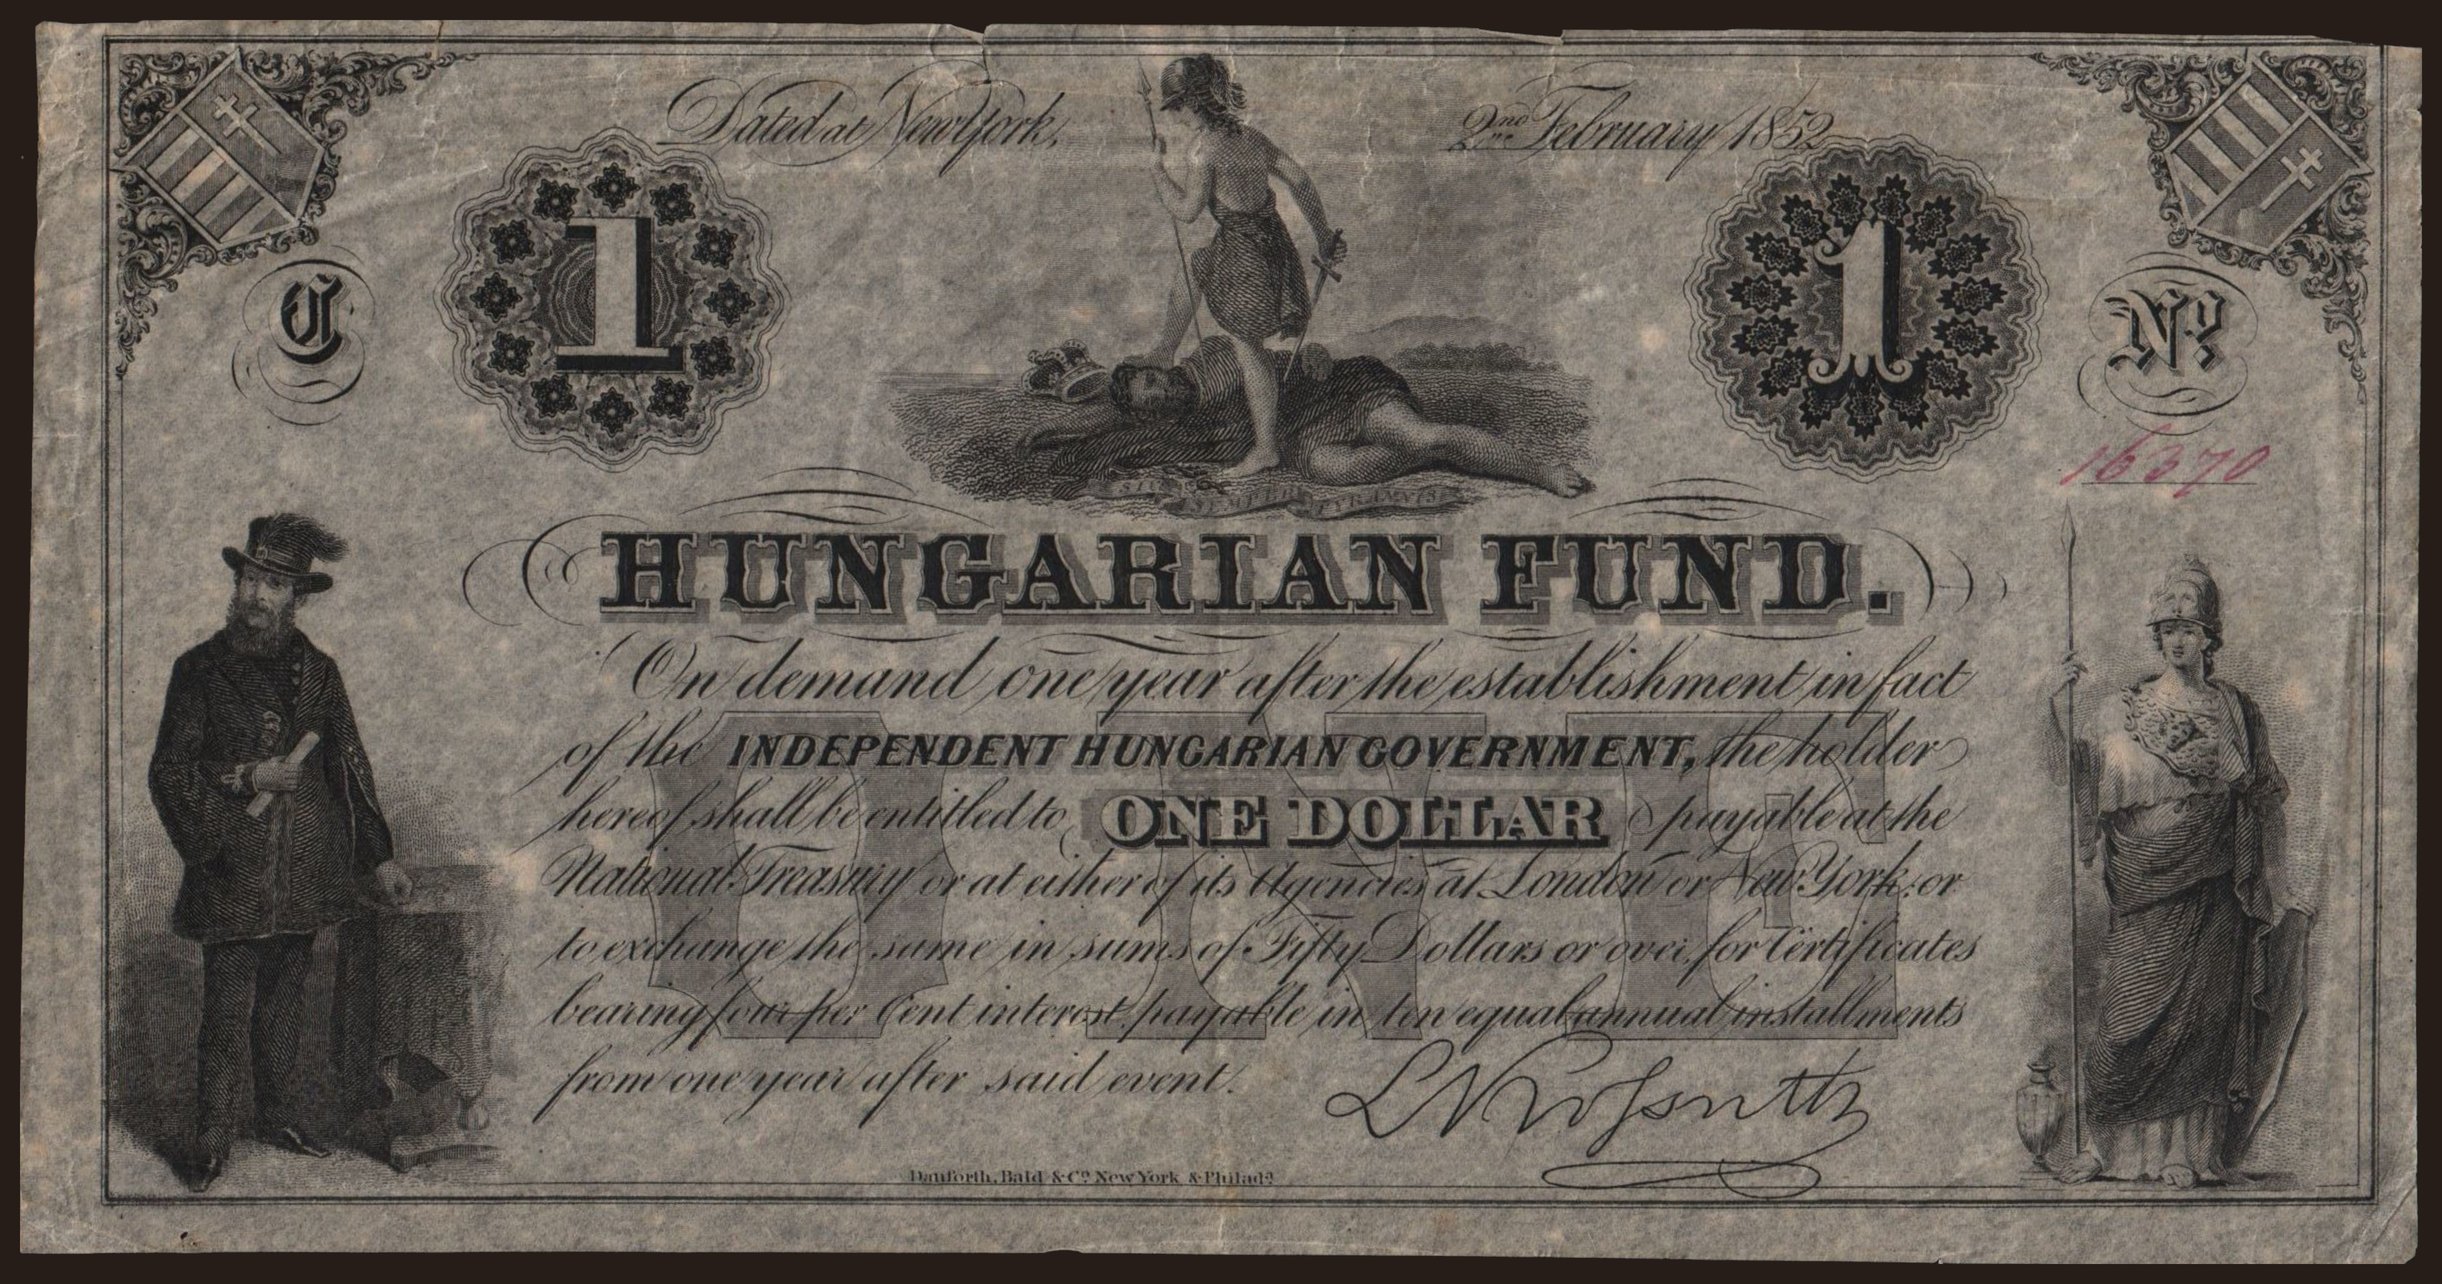 Dated at New York,
2nd February 1852
1
1
C
No.
16370
SIC SEMPER TYRANNIS
HUNGARIAN FUND.
On demand one year after the establishment in fact
of the INDEPENDENT HUNGARIAN GOVERNMENT, the holder
hereof shall be entitled to ONE DOLLAR payable at the
National Treasury or at either of its Agencies at London or New York; or
to exchange the same in sums of Fifty Dollars or over, for Certificates
bearing four per Cent interest payable in ten equal annual installments
from one year after said event.
ONE
L Kossuth
Danforth, Bald & Co. New York & Philada.